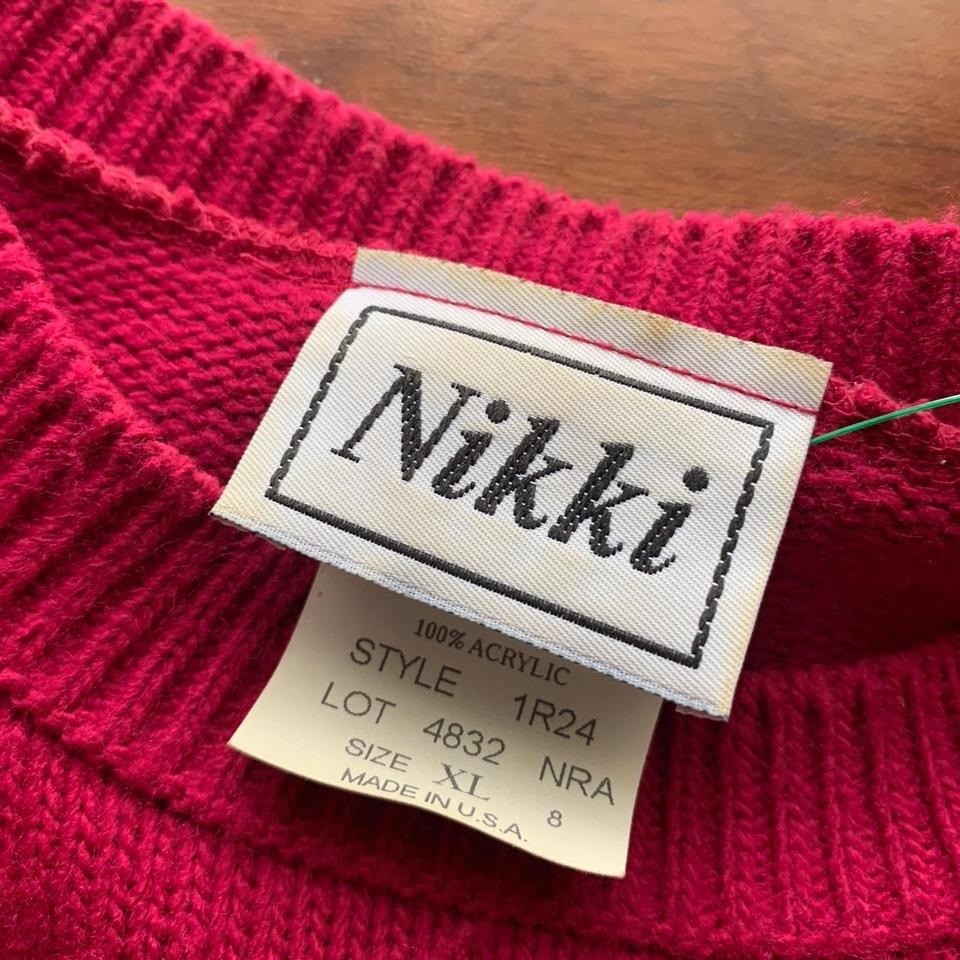 Nikki
100% ACRYLIC
STYLE 1R24
LOT 4832 NRA
SIZE XL 8
MADE IN U.S.A.